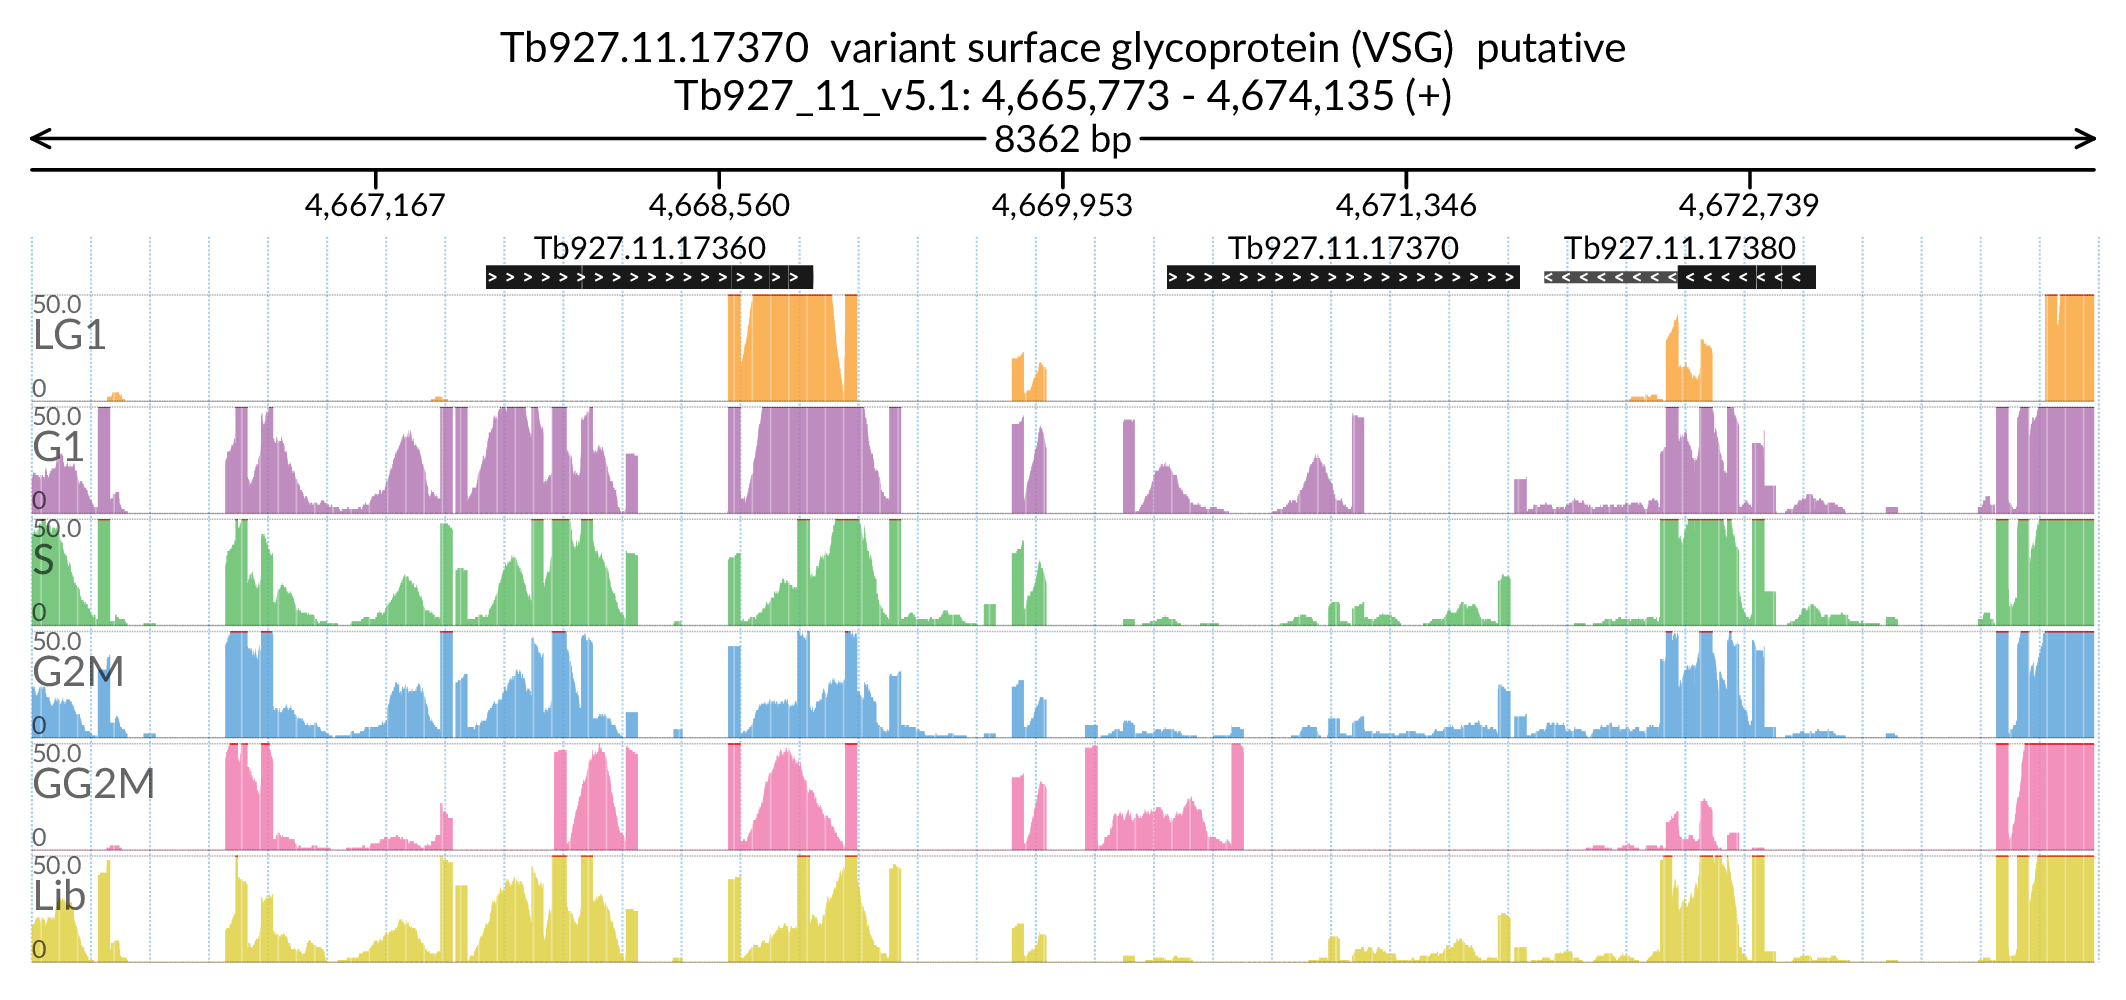 Tb927.11.17370  variant surface glycoprotein (VSG)  putative
Tb927_11_v5.1: 4,665,773 - 4,674,135 (+)
8362 bp
4,667,167 4,668,560 4,669,953 4,671,346 4,672,739
Tb927.11.17360 Tb927.11.17370 Tb927.11.17380
50.0
LG1
0
50.0
G1
0
50.0
S
0
50.0
G2M
0
50.0
GG2M
0
50.0
Lib
0